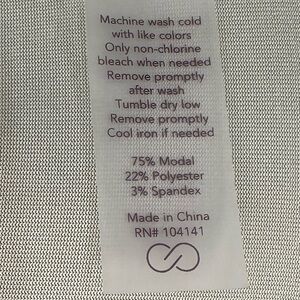 Machine wash cold
with like colors
Only non-chlorine
bleach when needed
Remove promptly
after wash
Tumble dry low
Remove promptly
Cool iron if needed
75% Modal
22% Polyester
3% Spandex
Made in China
RN# 104141